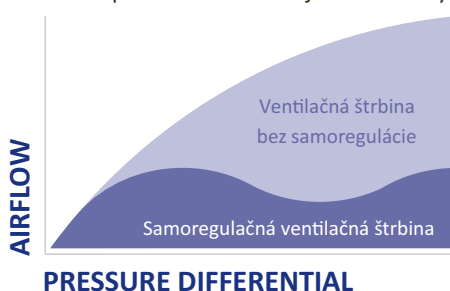 Ventilačná štrbina
bez samoregulácie
Samoregulačná ventilačná štrbina
AIRFLOW
PRESSURE DIFFERENTIAL